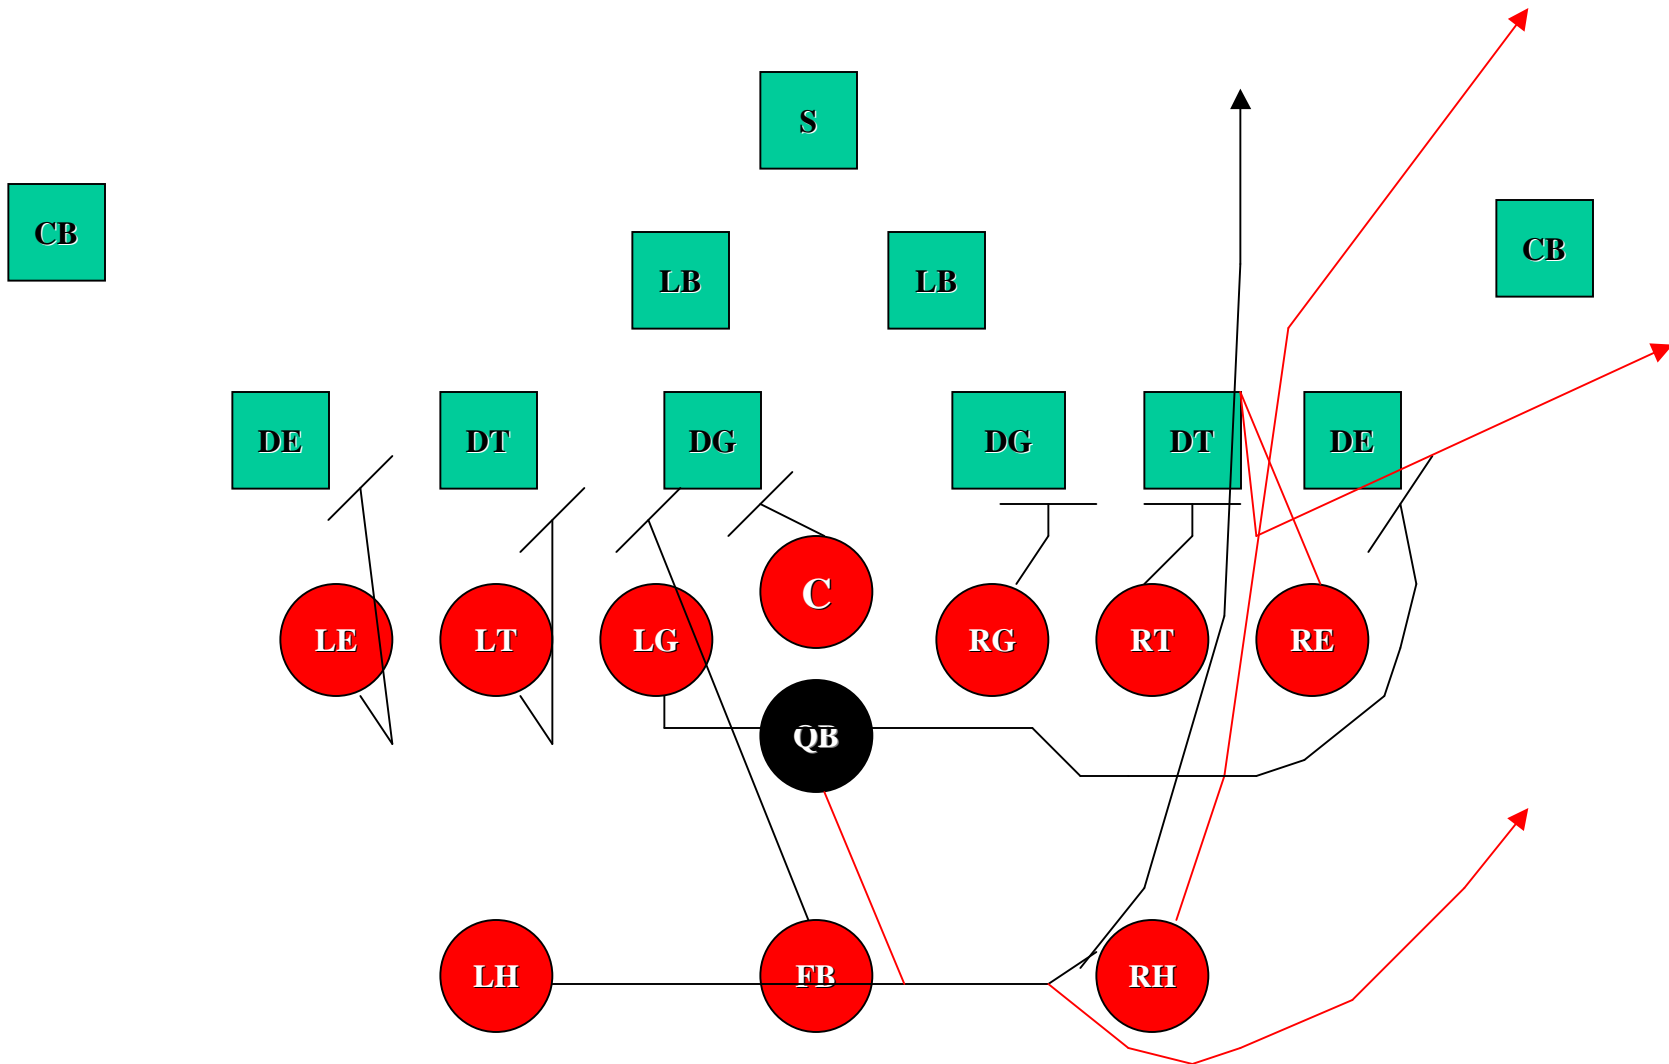 S
CB
CB
LB
LB
DE
DT
DG
DG
DT
DE
C
LE
LT
LG
RG
RT
RE
QB
LH
FB
RH